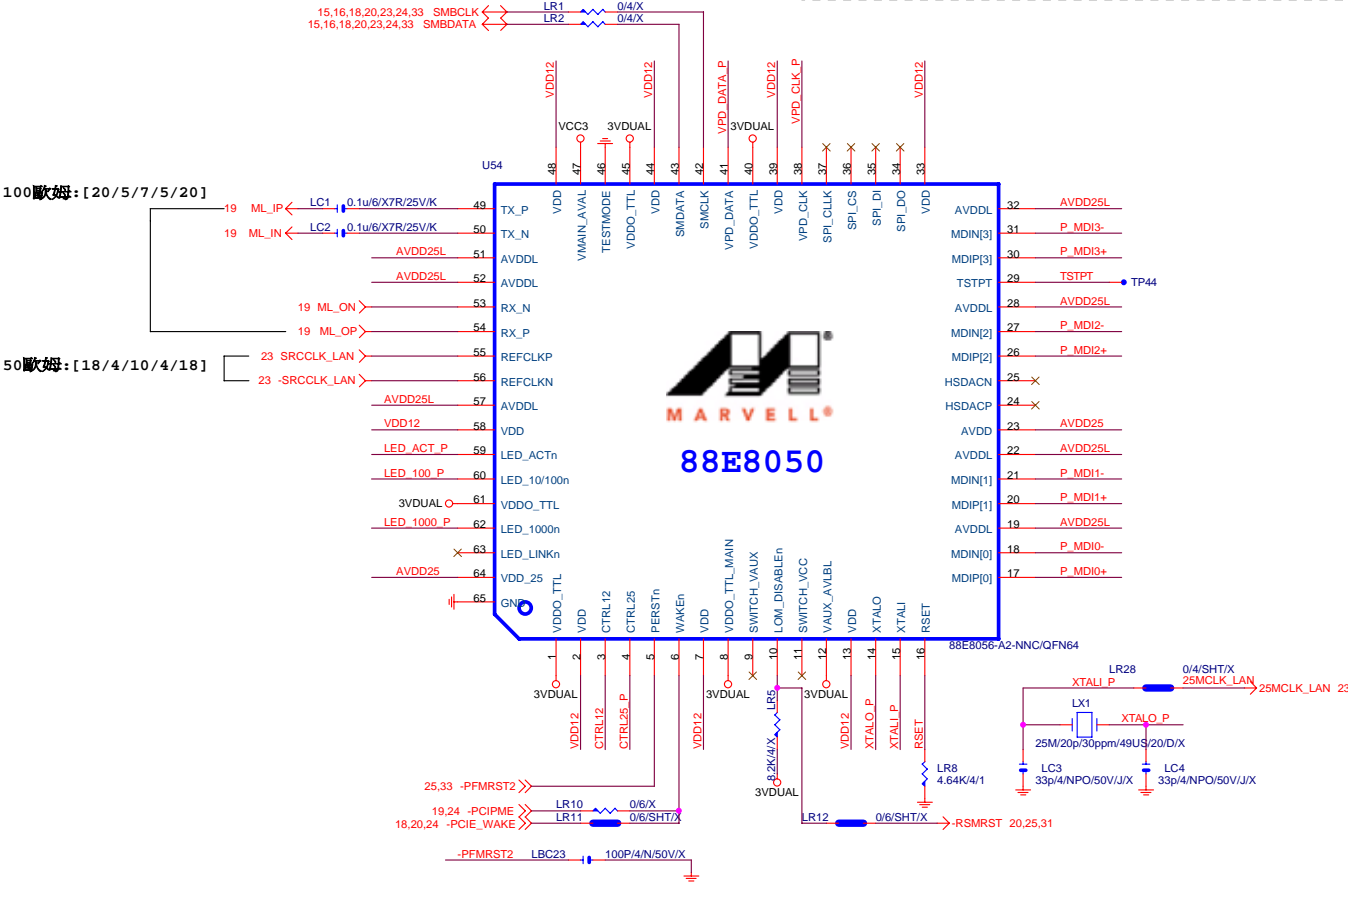 15,16,18,20,23,24,33 SMBCLK LR1 0/4/X
15,16,18,20,23,24,33 SMBDATA LR2 0/4/X
VDD12 VDD12 VPD_DATA_P VDD12 VPD_CLK_P VDD12
VCC3 3VDUAL 3VDUAL
U54
48 47 46 45 44 43 42 41 40 39 38 37 36 35 34 33
VDD VMAIN_AVAL TESTMODE VDDO_TTL VDD SMDATA SMCLK VPD_DATA VDDO_TTL VDD VPD_CLK SPI_CLLK SPI_CS SPI_DI SPI_DO VDD
100歐姆:[20/5/7/5/20]
19 ML_IP LC1 0.1u/6/X7R/25V/K 49 TX_P
19 ML_IN LC2 0.1u/6/X7R/25V/K 50 TX_N
AVDD25L 51 AVDDL
AVDD25L 52 AVDDL
19 ML_ON 53 RX_N
19 ML_OP 54 RX_P
50歐姆:[18/4/10/4/18]
23 SRCCLK_LAN 55 REFCLKP
23 -SRCCLK_LAN 56 REFCLKN
AVDD25L 57 AVDDL
VDD12 58 VDD
LED_ACT_P 59 LED_ACTn
LED_100_P 60 LED_10/100n
3VDUAL 61 VDDO_TTL
LED_1000_P 62 LED_1000n
63 LED_LINKn
AVDD25 64 VDD_25
65 GND
AVDDL 32 AVDD25L
MDIN[3] 31 P_MDI3-
MDIP[3] 30 P_MDI3+
TSTPT 29 TSTPT TP44
AVDDL 28 AVDD25L
MDIN[2] 27 P_MDI2-
MDIP[2] 26 P_MDI2+
HSDACN 25
HSDACP 24
AVDD 23 AVDD25
AVDDL 22 AVDD25L
MDIN[1] 21 P_MDI1-
MDIP[1] 20 P_MDI1+
AVDDL 19 AVDD25L
MDIN[0] 18 P_MDI0-
MDIP[0] 17 P_MDI0+
MARVELL®
88E8050
VDDO_TTL VDD CTRL12 CTRL25 PERSTn WAKEn VDD VDDO_TTL_MAIN SWITCH_VAUX LOM_DISABLEn SWITCH_VCC VAUX_AVLBL VDD XTALO XTALI RSET
1 2 3 4 5 6 7 8 9 10 11 12 13 14 15 16
88E8056-A2-NNC/QFN64
3VDUAL 3VDUAL 3VDUAL
VDD12 CTRL12 CTRL25_P VDD12 VDD12 XTALO_P XTALI_P RSET
LR5 8.2K/4/X
3VDUAL
LR8
4.64K/4/1
LR28 0/4/SHT/X
XTALI_P 25MCLK_LAN 25MCLK_LAN 23
LX1
XTALO_P
25M/20p/30ppm/49US/20/D/X
LC3
33p/4/NPO/50V/J/X
LC4
33p/4/NPO/50V/J/X
25,33 -PFMRST2
19,24 -PCIPME LR10 0/6/X
18,20,24 -PCIE_WAKE LR11 0/6/SHT/X
LR12 0/6/SHT/X -RSMRST 20,25,31
-PFMRST2 LBC23 100P/4/N/50V/X